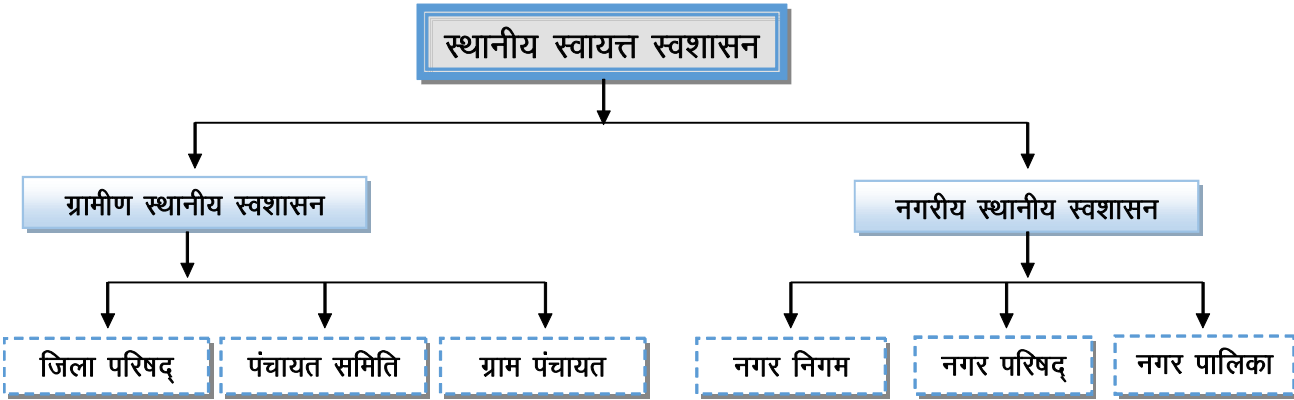 स्थानीय स्वायत्त स्वशासन
ग्रामीण स्थानीय स्वशासन
नगरीय स्थानीय स्वशासन
जिला परिषद्
पंचायत समिति
ग्राम पंचायत
नगर निगम
नगर परिषद्
नगर पालिका